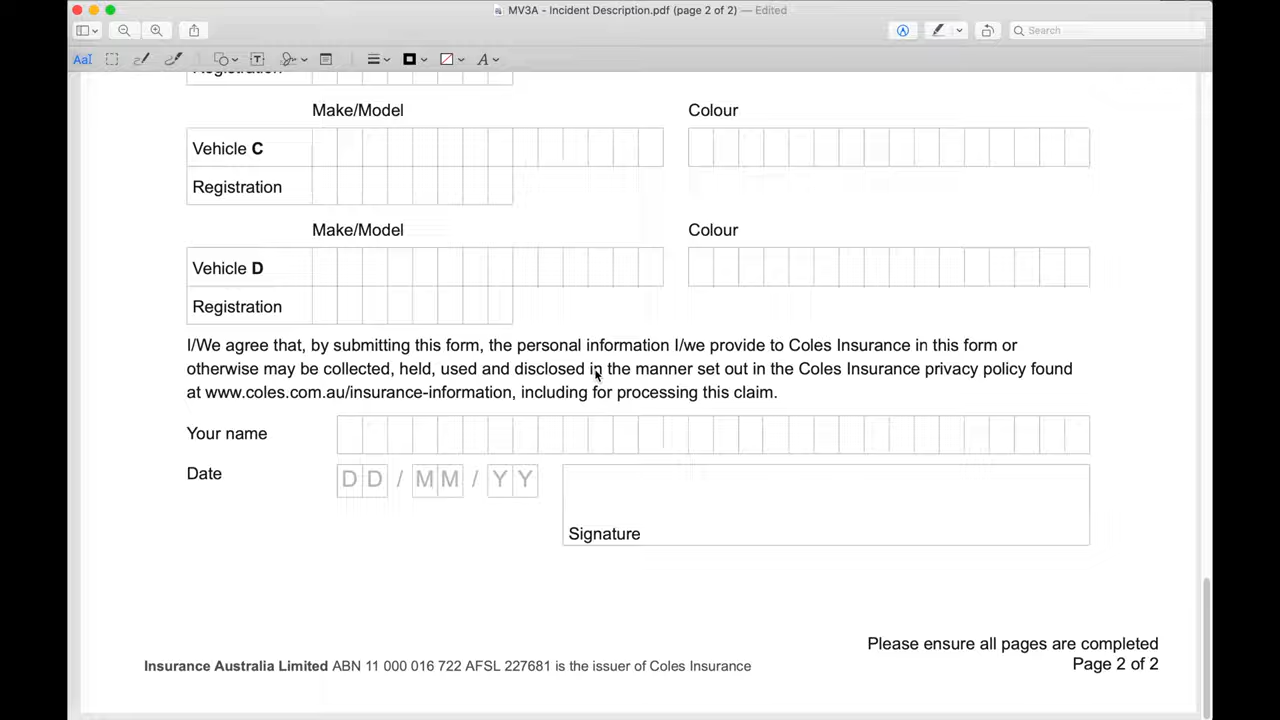 MV3A - Incident Description.pdf (page 2 of 2) — Edited
Search
AaI
T
A
Registration
Make/Model
Colour
Vehicle C
Registration
Make/Model
Colour
Vehicle D
Registration
I/We agree that, by submitting this form, the personal information I/we provide to Coles Insurance in this form or
otherwise may be collected, held, used and disclosed in the manner set out in the Coles Insurance privacy policy found
at www.coles.com.au/insurance-information, including for processing this claim.
Your name
Date
DD / MM / YY
Signature
Please ensure all pages are completed
Insurance Australia Limited ABN 11 000 016 722 AFSL 227681 is the issuer of Coles Insurance
Page 2 of 2